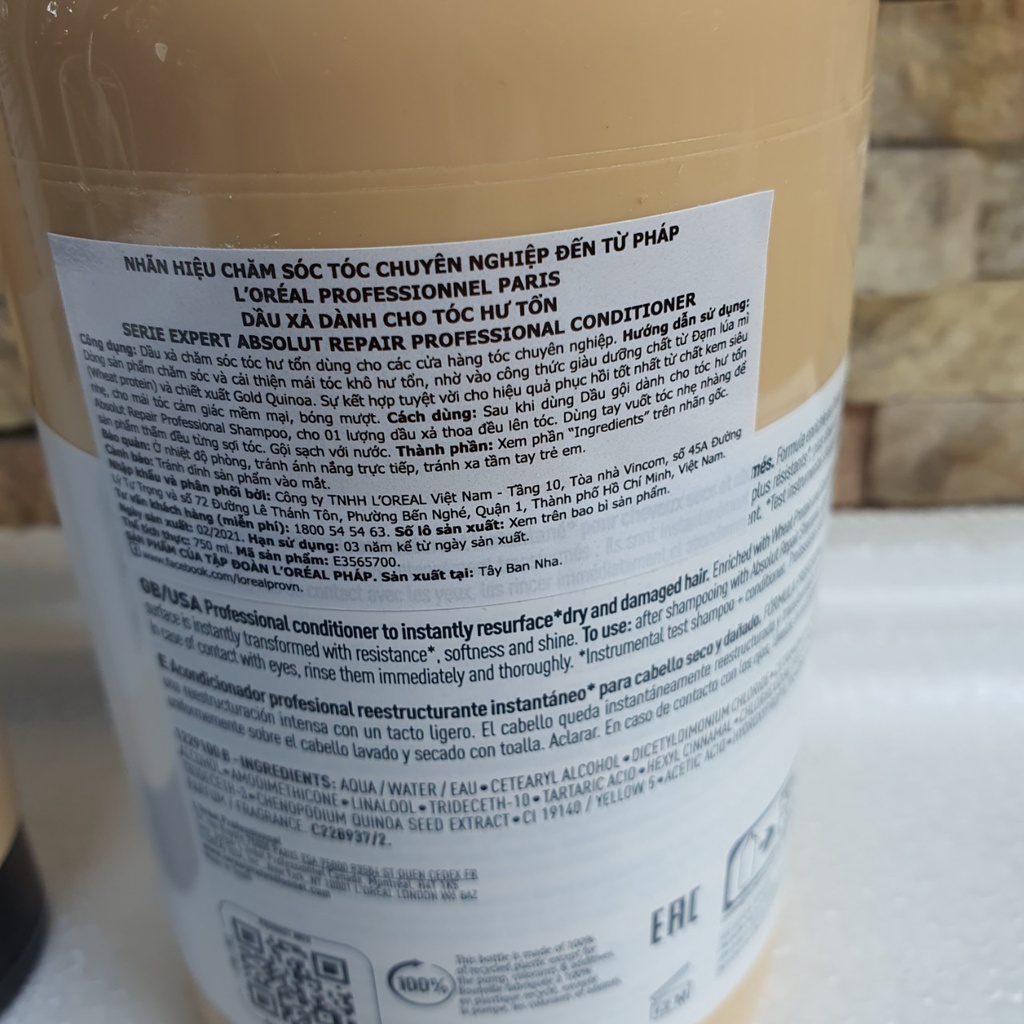 NHÃN HIỆU CHĂM SÓC TÓC CHUYÊN NGHIỆP ĐẾN TỪ PHÁP
L'ORÉAL PROFESSIONNEL PARIS
DẦU XẢ DÀNH CHO TÓC HƯ TỔN
SERIE EXPERT ABSOLUT REPAIR PROFESSIONAL CONDITIONER
Công dụng: Dầu xả chăm sóc tóc hư tổn dùng cho các cửa hàng tóc chuyên nghiệp. Hướng dẫn sử dụng:
Dòng sản phẩm chăm sóc và cải thiện mái tóc khô hư tổn, nhờ vào công thức giàu dưỡng chất từ Đạm lúa mì
(Wheat protein) và chiết xuất Gold Quinoa. Sự kết hợp tuyệt vời cho hiệu quả phục hồi tốt nhất từ chất kem siêu
nhẹ, cho mái tóc cảm giác mềm mại, bóng mượt. Cách dùng: Sau khi dùng Dầu gội dành cho tóc hư tổn
Absolut Repair Professional Shampoo, cho 01 lượng dầu xả thoa đều lên tóc. Dùng tay vuốt tóc nhẹ nhàng để
sản phẩm thấm đều từng sợi tóc. Gội sạch với nước. Thành phần: Xem phần "Ingredients" trên nhãn gốc.
Bảo quản: Ở nhiệt độ phòng, tránh ánh nắng trực tiếp, tránh xa tầm tay trẻ em.
Cảnh báo: Tránh dính sản phẩm vào mắt.
Nhập khẩu và phân phối bởi: Công ty TNHH L'OREAL Việt Nam - Tầng 10, Tòa nhà Vincom, số 45A Đường
Lý Tự Trọng và số 72 Đường Lê Thánh Tôn, Phường Bến Nghé, Quận 1, Thành phố Hồ Chí Minh, Việt Nam.
Tư vấn khách hàng (miễn phí): 1800 54 54 63. Số lô sản xuất: Xem trên bao bì sản phẩm.
Ngày sản xuất: 02/2021. Hạn sử dụng: 03 năm kể từ ngày sản xuất.
Thể tích thực: 750 ml. Mã sản phẩm: E3565700.
SẢN PHẨM CỦA TẬP ĐOÀN L'ORÉAL PHÁP. Sản xuất tại: Tây Ban Nha.
www.facebook.com/lorealprovn.
GB/USA Professional conditioner to instantly resurface*dry and damaged hair. Enriched with Wheat
surface is instantly transformed with resistance*, softness and shine. To use: after shampooing with Absolut Repair
In case of contact with eyes, rinse them immediately and thoroughly. *Instrumental test shampoo + conditioner.
E Acondicionador profesional reestructurante instantáneo* para cabello seco y dañado.
una reestructuración intensa con un tacto ligero. El cabello queda instantáneamente
uniformemente sobre el cabello lavado y secado con toalla. Aclarar. En caso de contacto con los ojos,
1229100 B - INGREDIENTS: AQUA / WATER / EAU • CETEARYL ALCOHOL • DICETYLDIMONIUM CHLORIDE
ALCOHOL • AMODIMETHICONE • LINALOOL • TRIDECETH-10 • TARTARIC ACID • HEXYL CINNAMAL
TRIDECETH-3 • CHENOPODIUM QUINOA SEED EXTRACT • CI 19140 / YELLOW 5 • ACETIC ACID
PARFUM / FRAGRANCE. C226937/2.
EAC
100%
This bottle is made of 100%
of recycled plastic except for